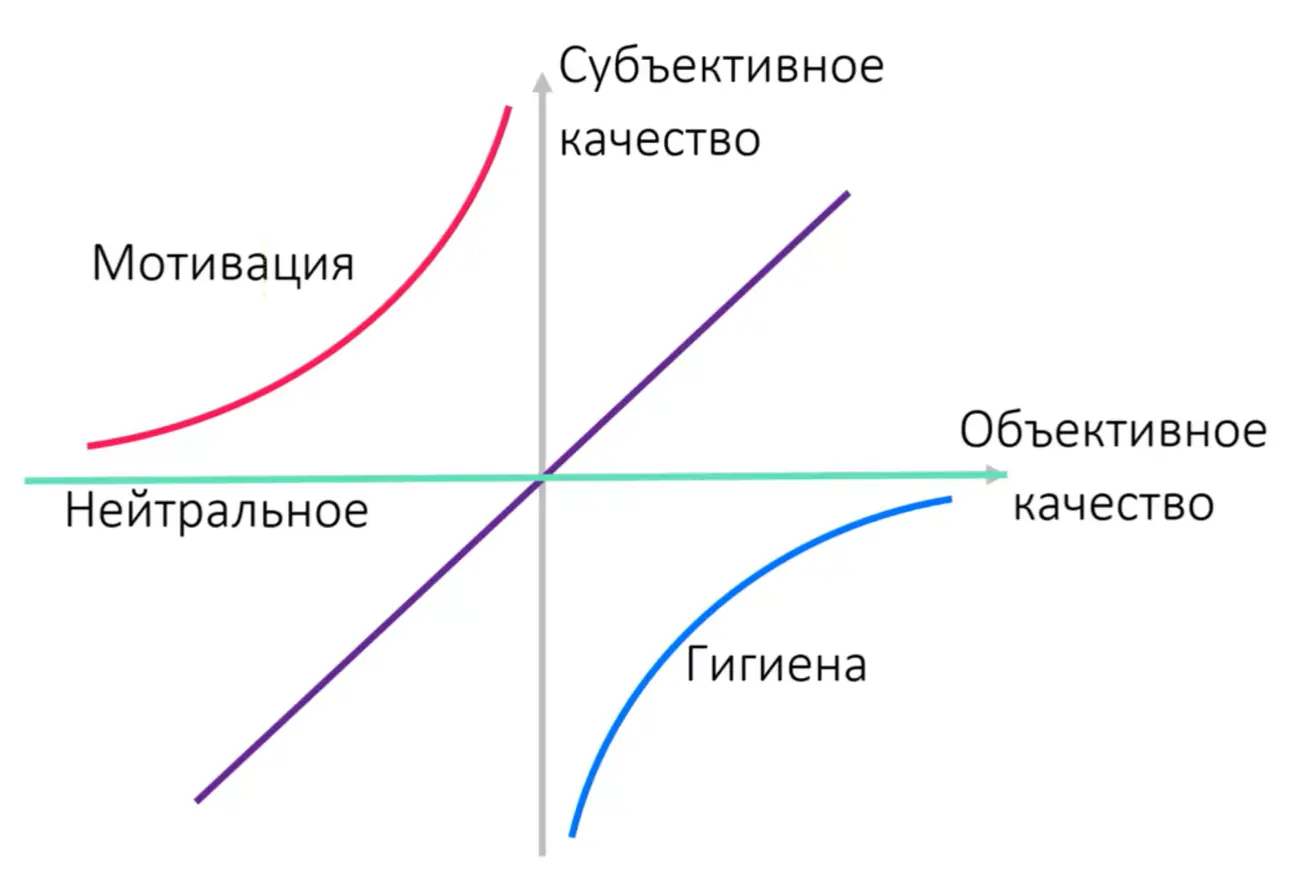 Субъективное
качество
Мотивация
Объективное
качество
Нейтральное
Гигиена